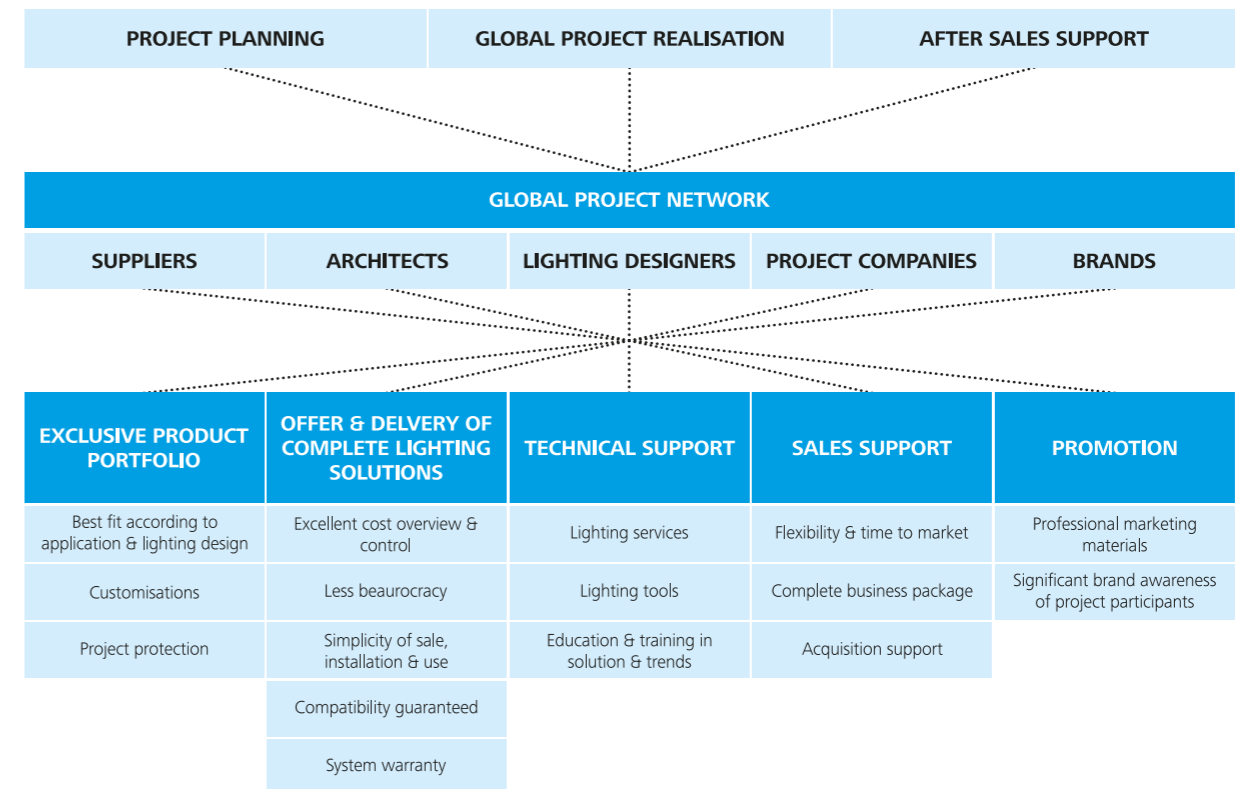 PROJECT PLANNING
GLOBAL PROJECT REALISATION
AFTER SALES SUPPORT
GLOBAL PROJECT NETWORK
SUPPLIERS
ARCHITECTS
LIGHTING DESIGNERS
PROJECT COMPANIES
BRANDS
EXCLUSIVE PRODUCT
PORTFOLIO
OFFER & DELVERY OF
COMPLETE LIGHTING
SOLUTIONS
TECHNICAL SUPPORT
SALES SUPPORT
PROMOTION
Best fit according to
application & lighting design
Excellent cost overview &
control
Lighting services
Flexibility & time to market
Professional marketing
materials
Customisations
Less beaurocracy
Lighting tools
Complete business package
Significant brand awareness
of project participants
Project protection
Simplicity of sale,
installation & use
Education & training in
solution & trends
Acquisition support
Compatibility guaranteed
System warranty